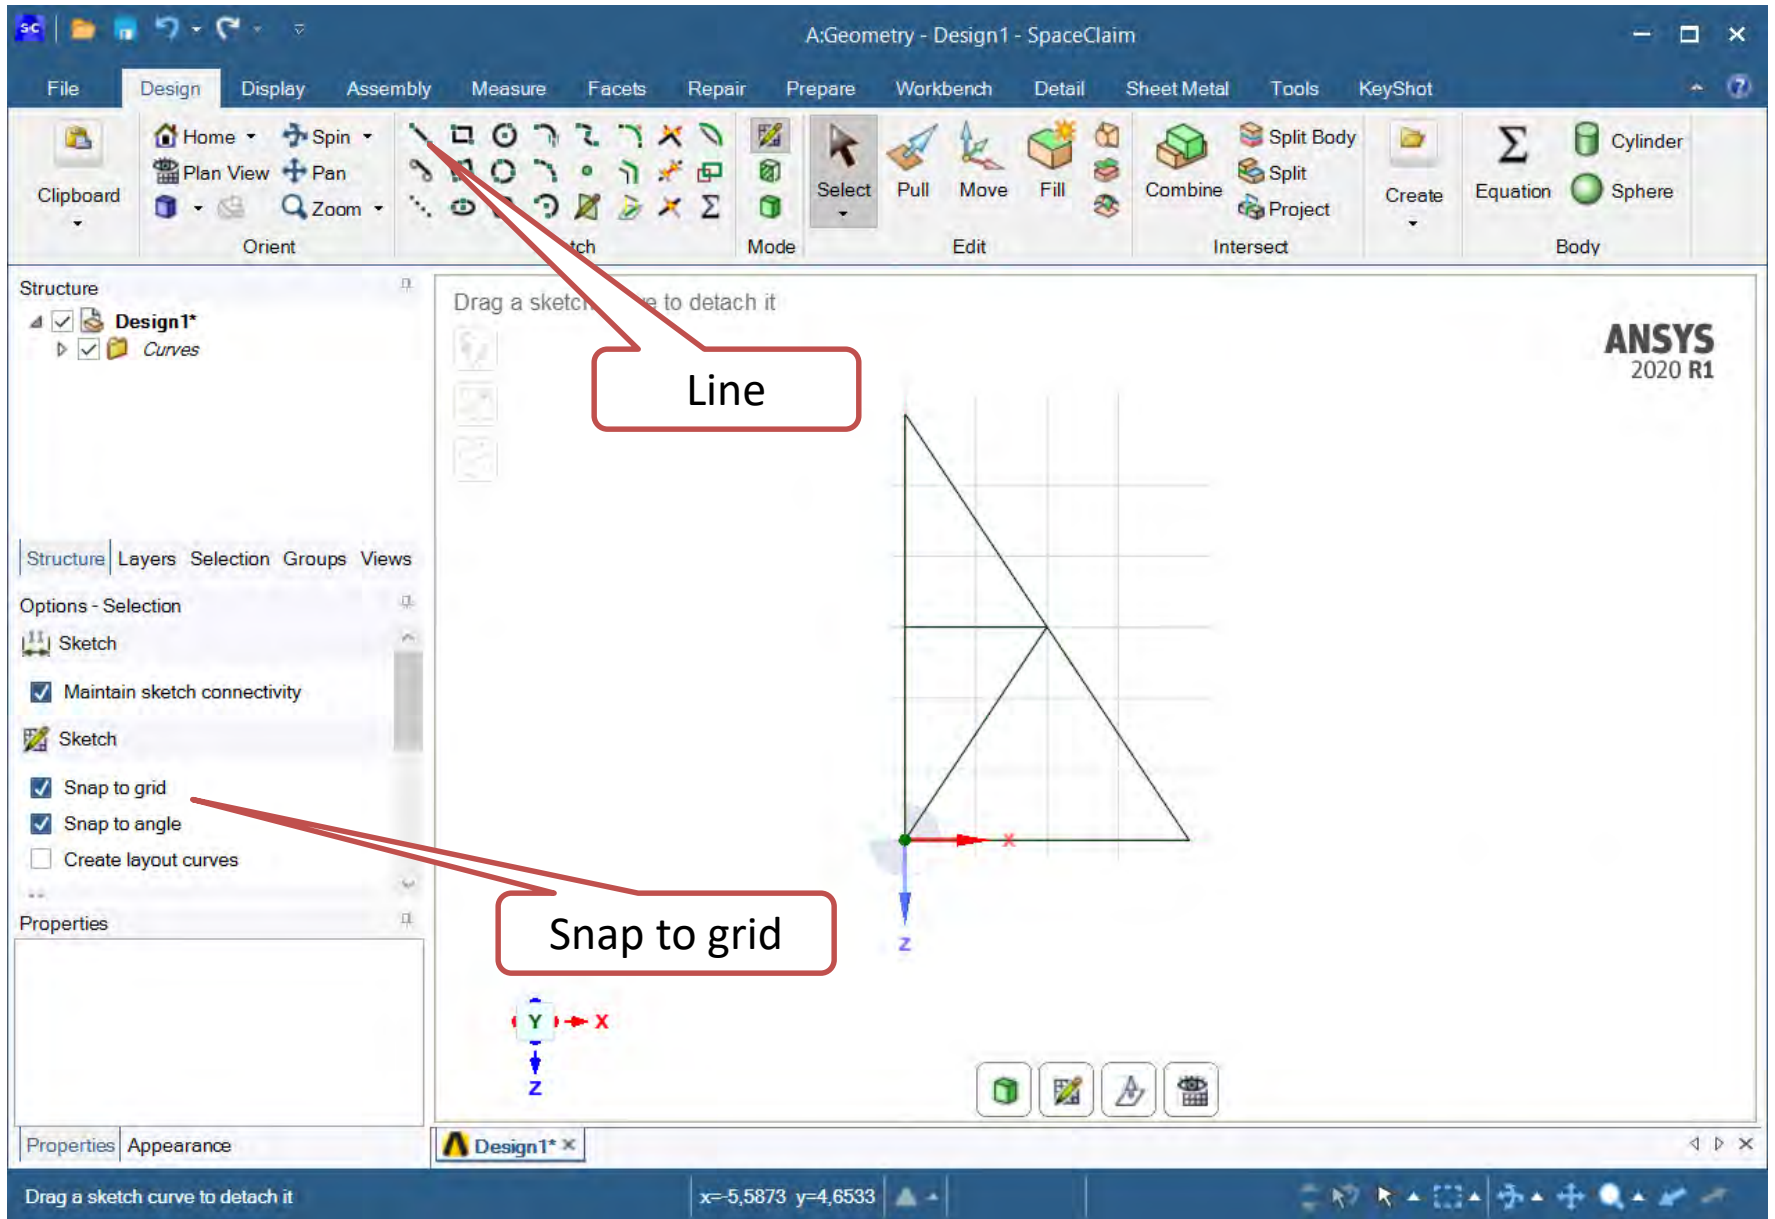 SC
A:Geometry - Design1 - SpaceClaim
File Design Display Assembly Measure Facets Repair Prepare Workbench Detail Sheet Metal Tools KeyShot
Home Spin
Plan View Pan
Zoom
Clipboard
Orient
tch
Mode
Select Pull Move Fill
Edit
Combine
Split Body
Split
Project
Intersect
Create
Equation
Cylinder
Sphere
Body
Structure
Design1*
Curves
Structure Layers Selection Groups Views
Options - Selection
Sketch
Maintain sketch connectivity
Sketch
Snap to grid
Snap to angle
Create layout curves
Properties
Properties Appearance
Drag a sketch e to detach it
ANSYS
2020 R1
Line
Snap to grid
X
Z
Y X
Z
Design1*
Drag a sketch curve to detach it
x=-5,5873 y=4,6533